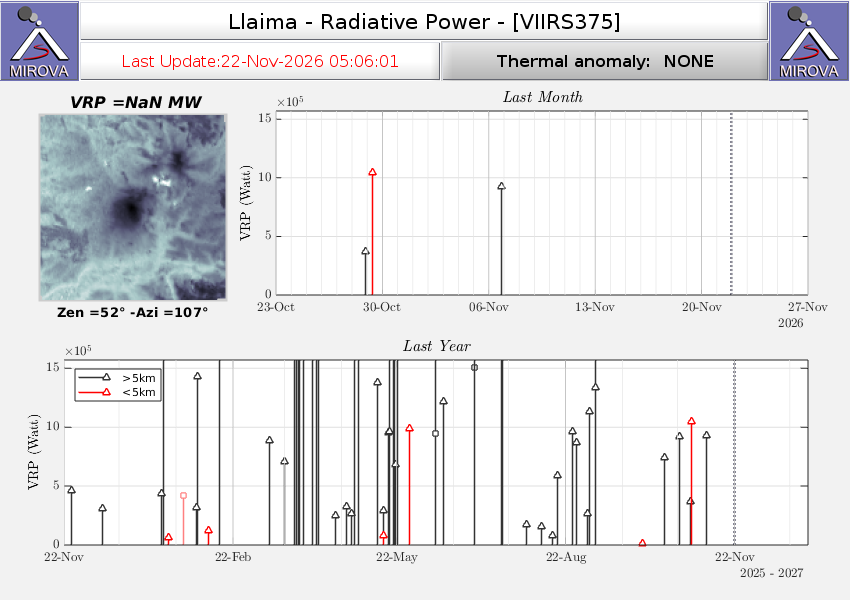 Llaima - Radiative Power - [VIIRS375]
MIROVA
Last Update:22-Nov-2026 05:06:01
Thermal anomaly: NONE
MIROVA
VRP =NaN MW
Zen =52° -Azi =107°
Last Month
×10⁵
VRP (Watt)
15
10
5
0
23-Oct
30-Oct
06-Nov
13-Nov
20-Nov
27-Nov
2026
Last Year
×10⁵
VRP (Watt)
15
10
5
0
>5km
<5km
22-Nov
22-Feb
22-May
22-Aug
22-Nov
2025 - 2027